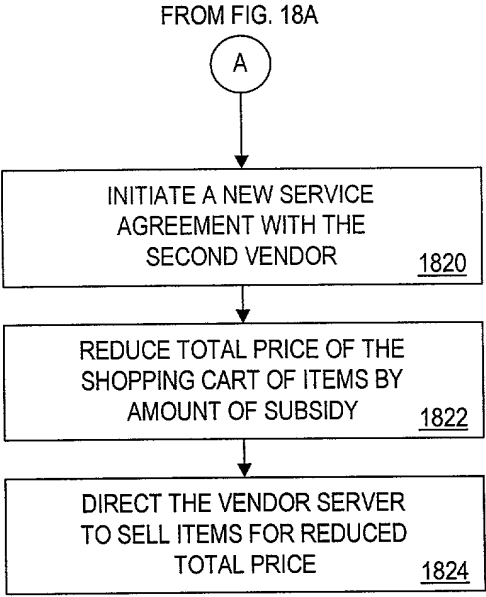 FROM FIG. 18A
A
INITIATE A NEW SERVICE
AGREEMENT WITH THE
SECOND VENDOR
1820
REDUCE TOTAL PRICE OF THE
SHOPPING CART OF ITEMS BY
AMOUNT OF SUBSIDY
1822
DIRECT THE VENDOR SERVER
TO SELL ITEMS FOR REDUCED
TOTAL PRICE
1824